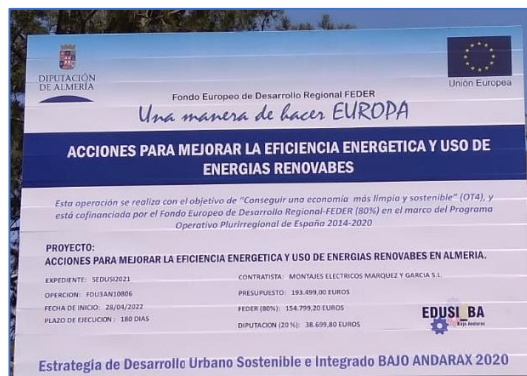 DIPUTACIÓN
DE ALMERÍA
Unión Europea
Fondo Europeo de Desarrollo Regional FEDER
Una manera de hacer EUROPA
ACCIONES PARA MEJORAR LA EFICIENCIA ENERGETICA Y USO DE
ENERGIAS RENOVABES
Esta operación se realiza con el objetivo de "Conseguir una economía más limpia y sostenible" (OT4), y
está cofinanciada por el Fondo Europeo de Desarrollo Regional-FEDER (80%) en el marco del Programa
Operativo Plurirregional de España 2014-2020
PROYECTO:
ACCIONES PARA MEJORAR LA EFICIENCIA ENERGETICA Y USO DE ENERGIAS RENOVABES EN ALMERIA.
EXPEDIENTE: SEDUSI2021
OPERCION: FDU3AN10806
FECHA DE INICIO: 28/04/2022
PLAZO DE EJECUCION: 180 DIAS
CONTRATISTA: MONTAJES ELECTRICOS MARQUEZ Y GARCIA S.L.
PRESUPUESTO: 193.499,00 EUROS
FEDER (80%): 154.799,20 EUROS
DIPUTACION (20%): 38.699,80 EUROS
EDUSI_BA
Bajo Andarax
Estrategia de Desarrollo Urbano Sostenible e Integrado BAJO ANDARAX 2020